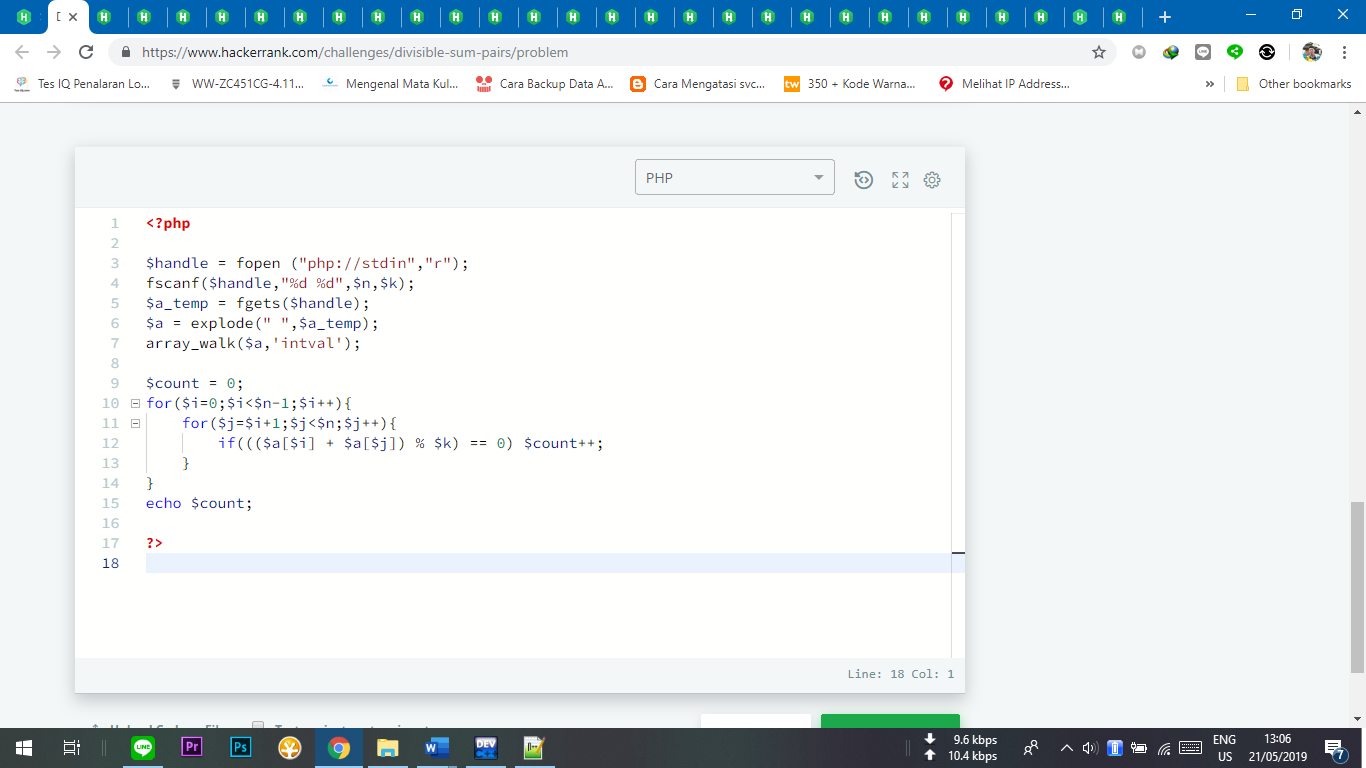 https://www.hackerrank.com/challenges/divisible-sum-pairs/problem
Tes IQ Penalaran Lo... WW-ZC451CG-4.11... Mengenal Mata Kul... Cara Backup Data A... Cara Mengatasi svc... tw 350 + Kode Warna... Melihat IP Address... » Other bookmarks
PHP
1 <?php
2
3 $handle = fopen ("php://stdin","r");
4 fscanf($handle,"%d %d",$n,$k);
5 $a_temp = fgets($handle);
6 $a = explode(" ",$a_temp);
7 array_walk($a,'intval');
8
9 $count = 0;
10 for($i=0;$i<$n-1;$i++){
11 for($j=$i+1;$j<$n;$j++){
12 if((($a[$i] + $a[$j]) % $k) == 0) $count++;
13 }
14 }
15 echo $count;
16
17 ?>
18
Line: 18 Col: 1
LINE Pr Ps W DEV 9.6 kbps ENG 13:06
10.4 kbps US 21/05/2019 7